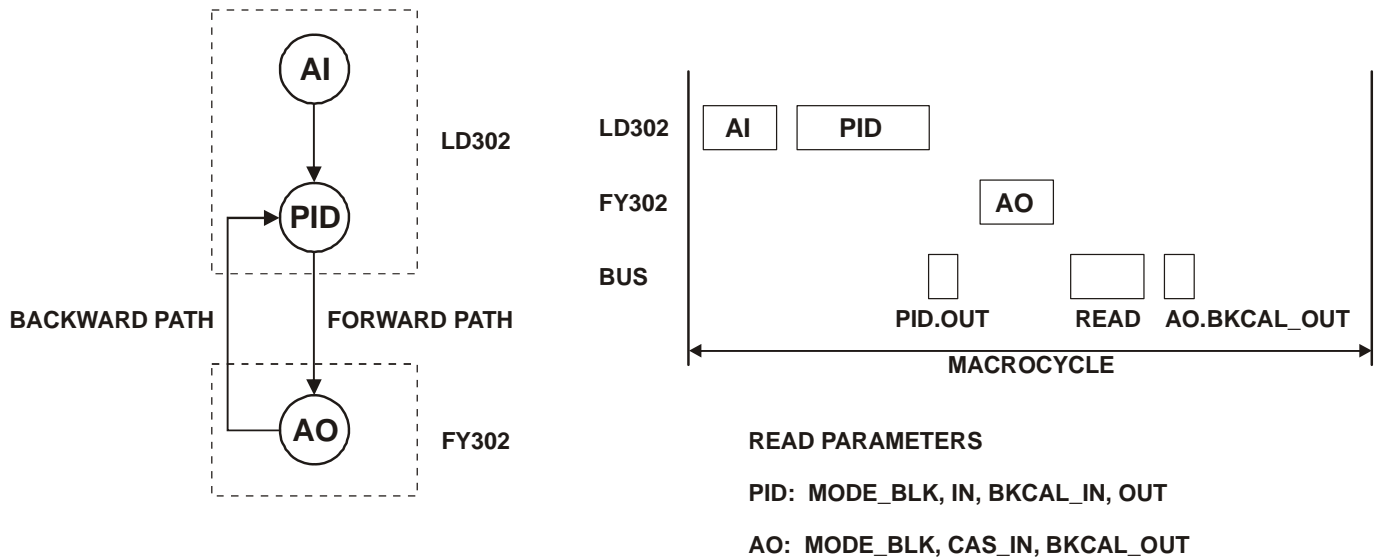 AI
LD302
PID
BACKWARD PATH
FORWARD PATH
AO
FY302
LD302
AI
PID
FY302
AO
BUS
PID.OUT
READ
AO.BKCAL_OUT
MACROCYCLE
READ PARAMETERS
PID: MODE_BLK, IN, BKCAL_IN, OUT
AO: MODE_BLK, CAS_IN, BKCAL_OUT